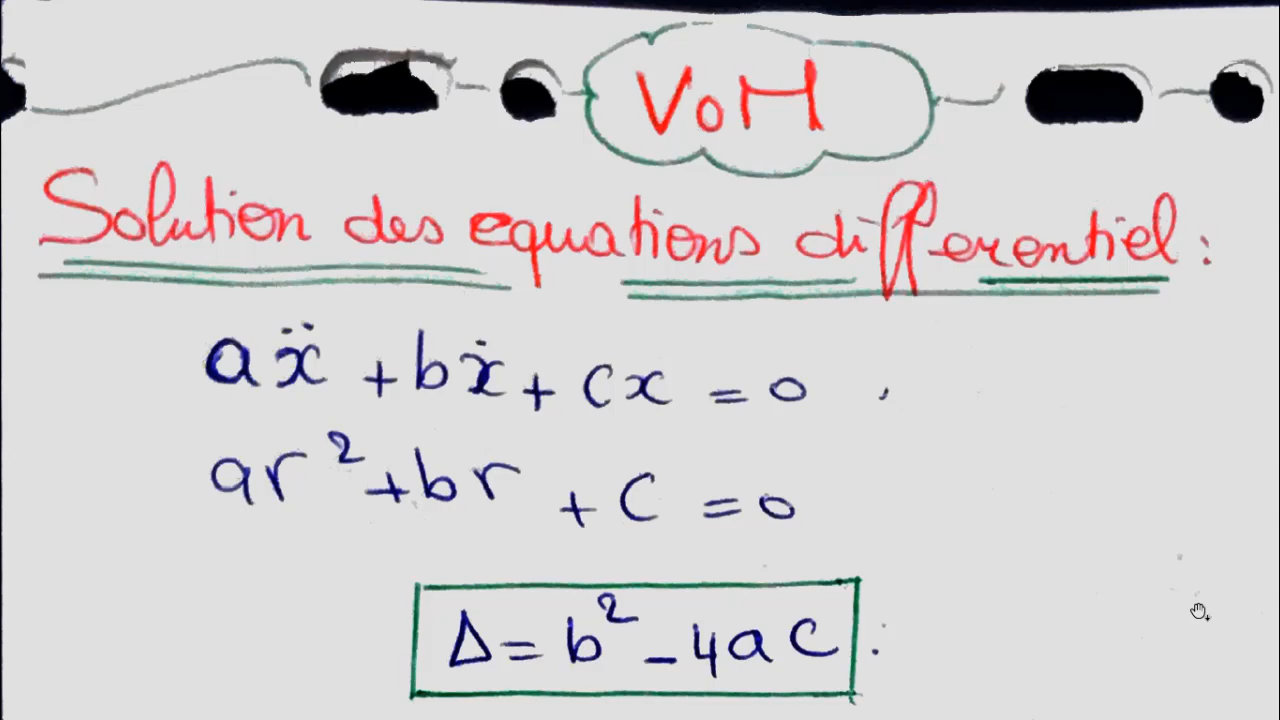 VoH
Solution des equations differentiel :
aẍ + bẋ + cx = 0 .
ar² + br + c = 0
Δ = b² - 4ac :